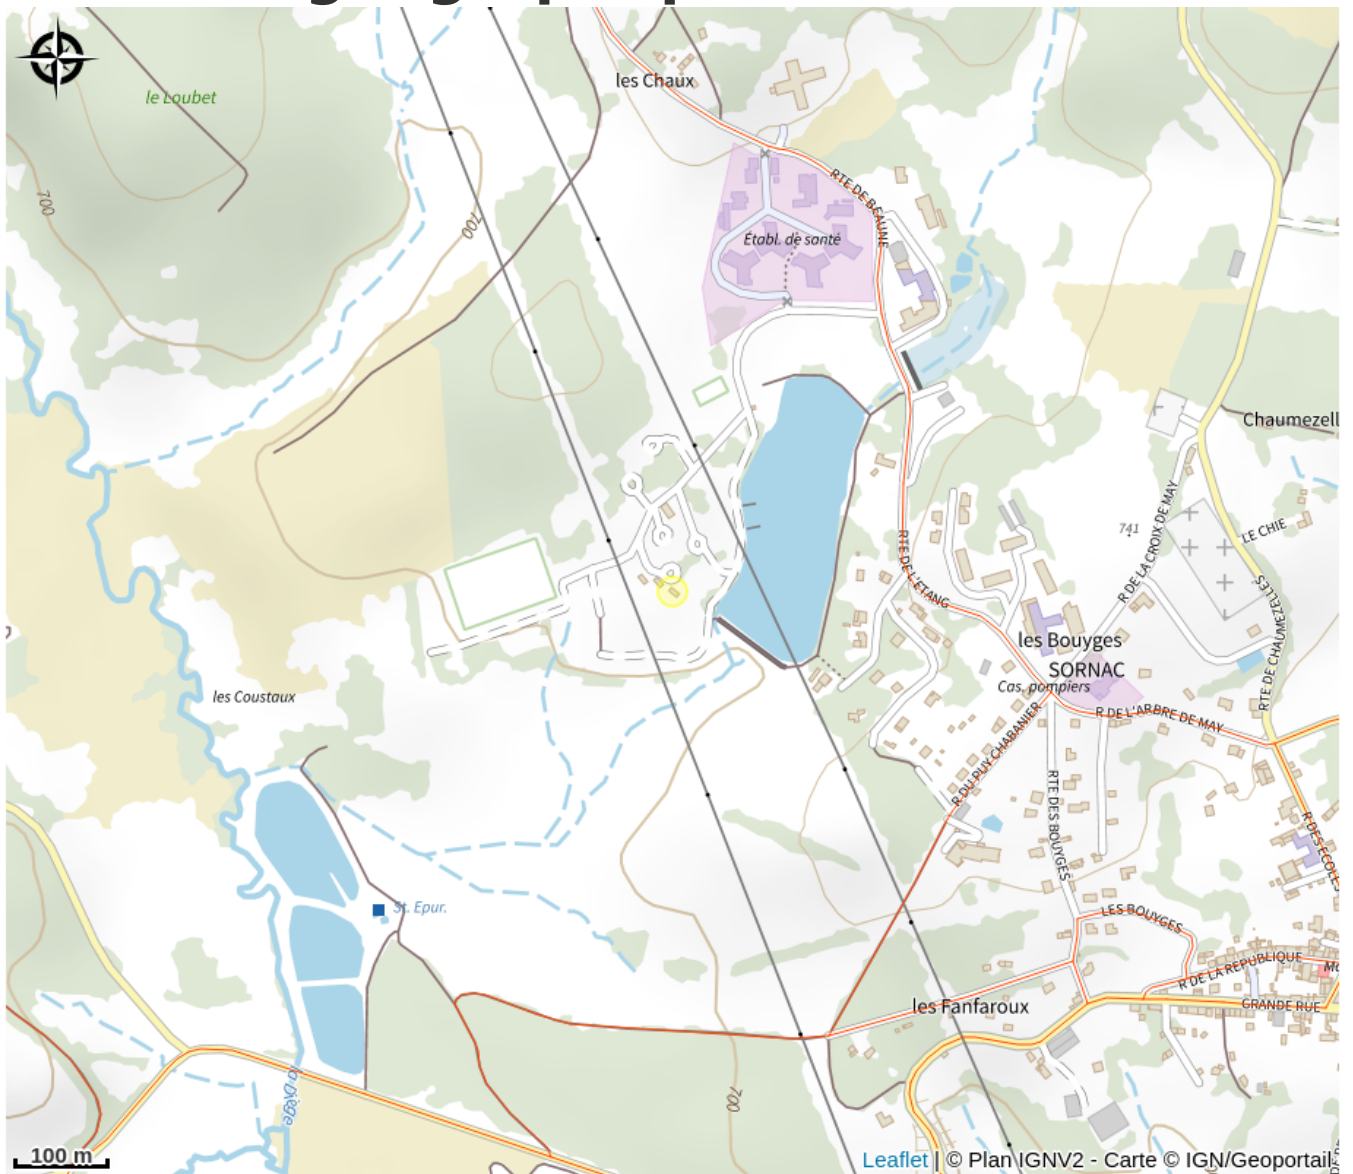 les Chaux
le Loubet
700
700
RTE DE BEAUNE
Établ. de santé
Chaumezell
R DE LA CROIX DE MAY
741
LE CHIE
RTE DE L'ETANG
RTE DE CHAUMEZELLES
les Bouyges
SORNAC
Cas. pompiers
les Coustaux
R DE L'ARBRE DE MAY
R DU PUY CHABANIER
RTE DES BOUYGES
R DES ECOLES
St. Epur.
LES BOUYGES
R DE LA REPUBLIQUE
Ma
les Fanfaroux
GRANDE RUE
la Diège
700
100 m
Leaflet | © Plan IGNV2 - Carte © IGN/Geoportail